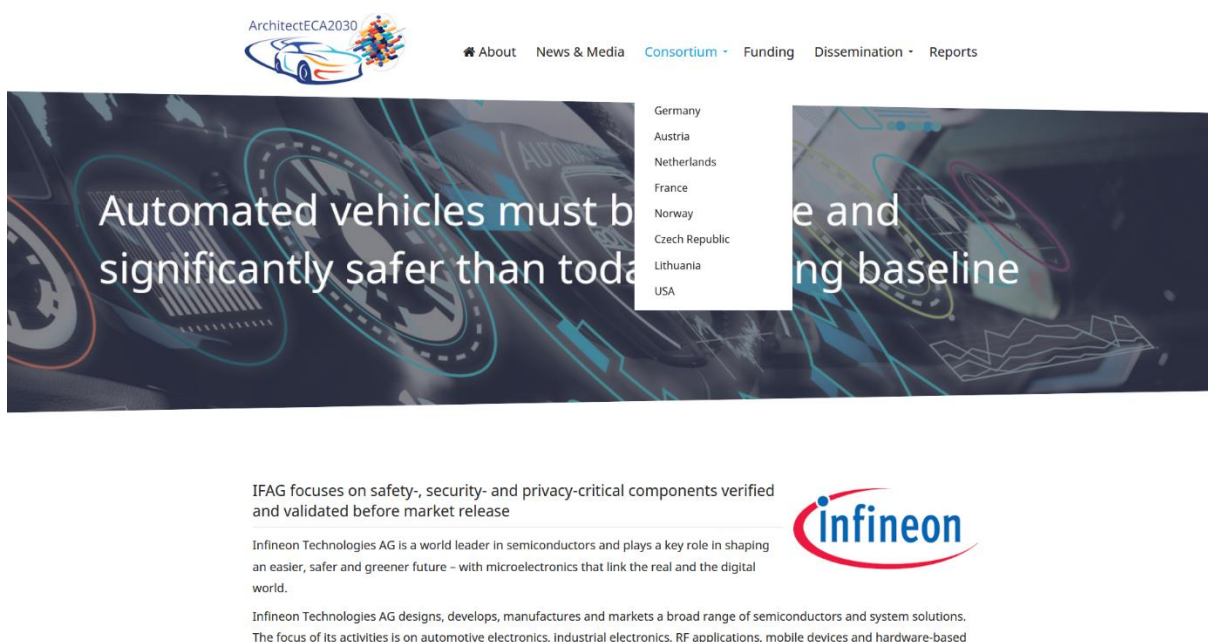 ArchitectECA2030
About News & Media Consortium Funding Dissemination Reports
Germany
Austria
Netherlands
France
Norway
Czech Republic
Lithuania
USA
AUTOM
Automated vehicles must b e and
significantly safer than toda ng baseline
IFAG focuses on safety-, security- and privacy-critical components verified
and validated before market release
infineon
Infineon Technologies AG is a world leader in semiconductors and plays a key role in shaping
an easier, safer and greener future – with microelectronics that link the real and the digital
world.
Infineon Technologies AG designs, develops, manufactures and markets a broad range of semiconductors and system solutions.
The focus of its activities is on automotive electronics, industrial electronics, RF applications, mobile devices and hardware-based